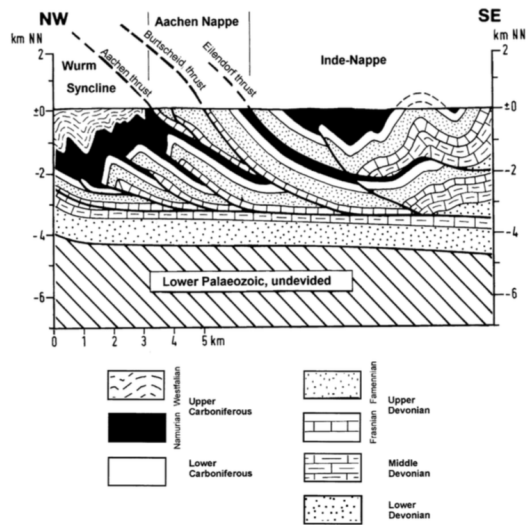 NW
Aachen Nappe
SE
km NN
Burtscheid thrust
Eilendorf thrust
km NN
2
Aachen thrust
Inde-Nappe
2
Wurm
Syncline
±0
±0
−2
−2
−4
−4
Lower Palaeozoic, undevided
−6
−6
0 1 2 3 4 5 km
Westfalian
Upper
Carboniferous
Namurian
Lower
Carboniferous
Famennian
Upper
Devonian
Frasnian
Middle
Devonian
Lower
Devonian